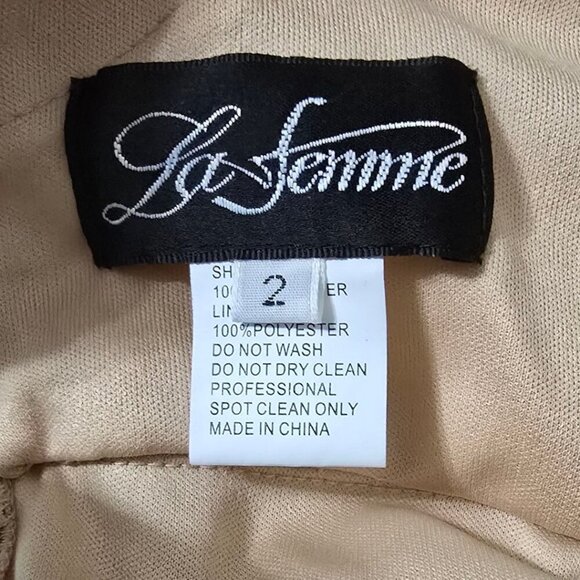 La Femme
2
100%POLYESTER
DO NOT WASH
DO NOT DRY CLEAN
PROFESSIONAL
SPOT CLEAN ONLY
MADE IN CHINA